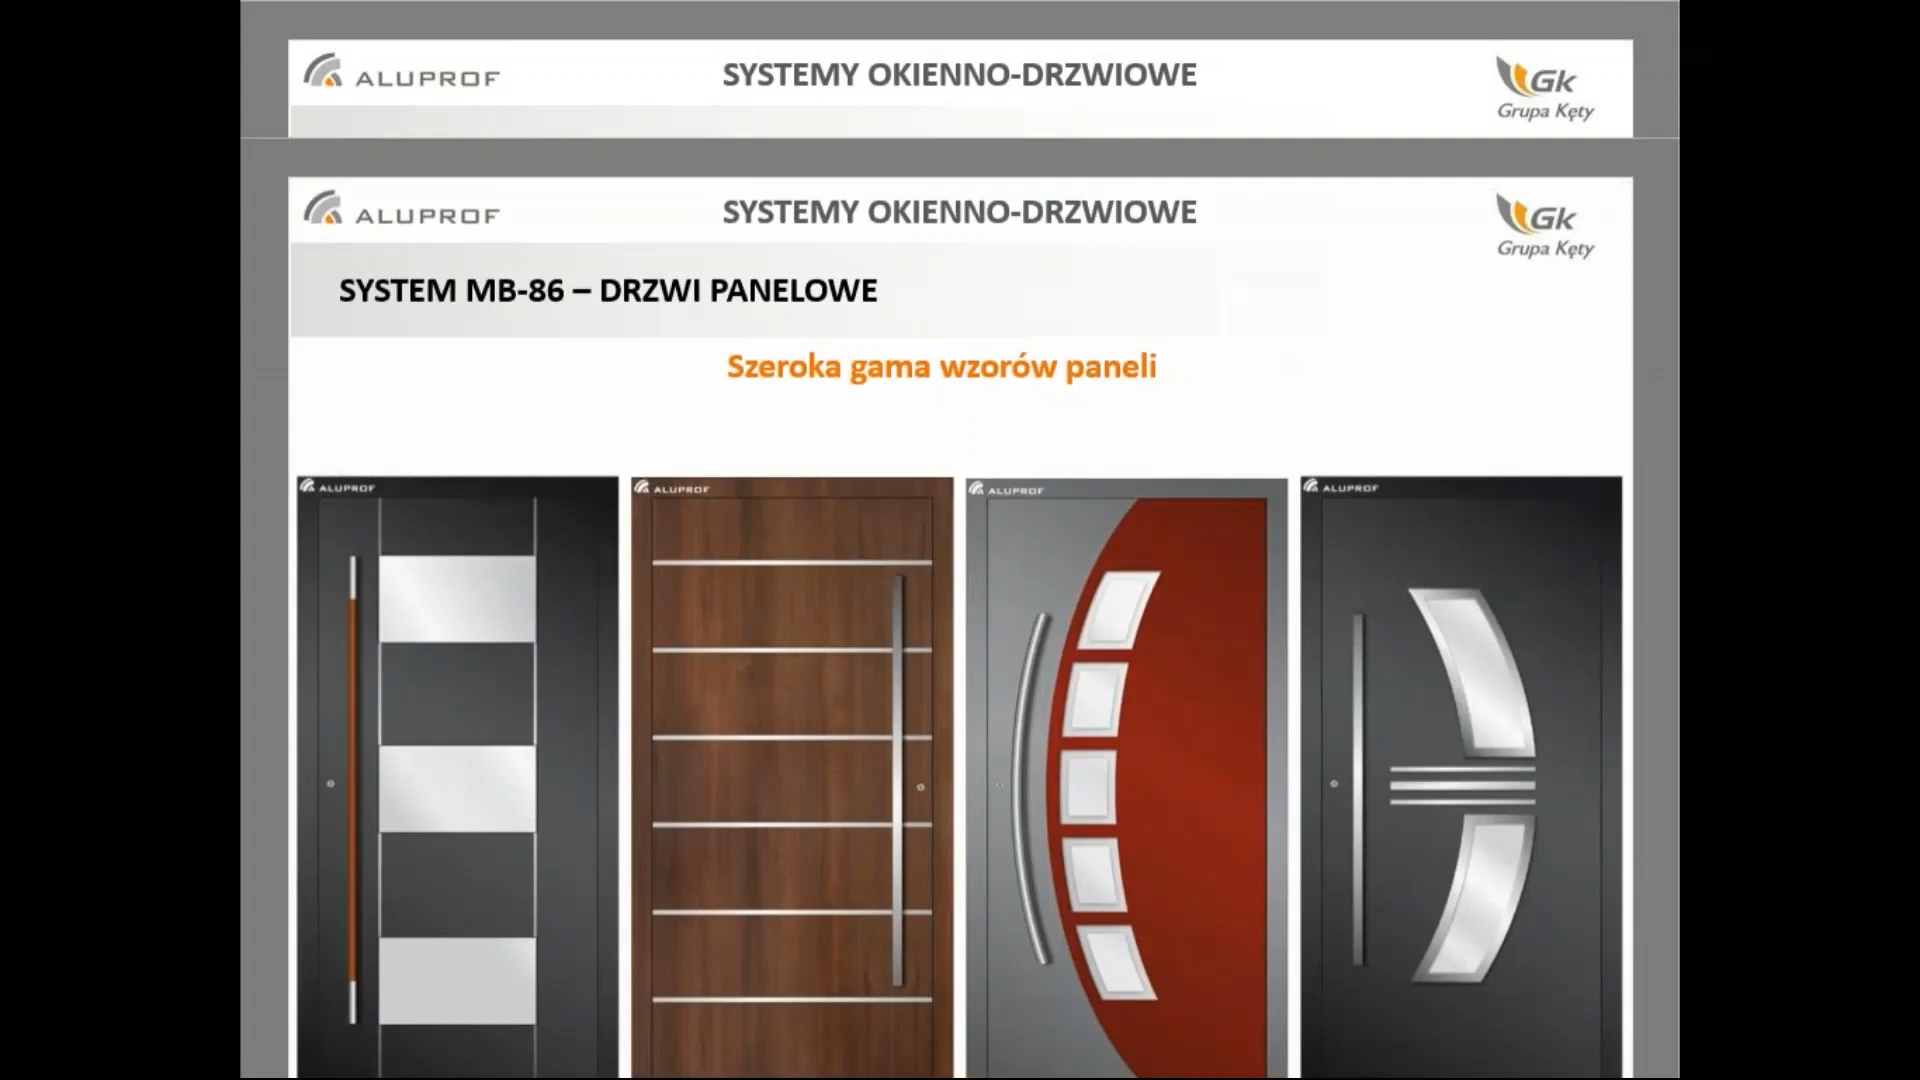 ALUPROF
SYSTEMY OKIENNO-DRZWIOWE
Gk
Grupa Kęty
ALUPROF
SYSTEMY OKIENNO-DRZWIOWE
Gk
Grupa Kęty
SYSTEM MB-86 – DRZWI PANELOWE
Szeroka gama wzorów paneli
ALUPROF
ALUPROF
ALUPROF
ALUPROF